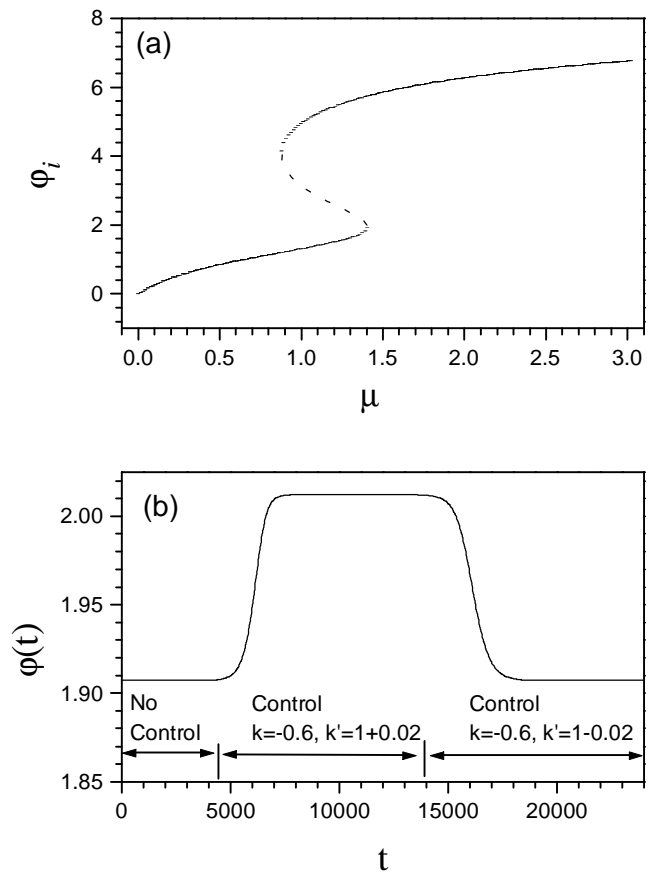 (a)
8
6
4
2
0
φi
0.0 0.5 1.0 1.5 2.0 2.5 3.0
μ
(b)
2.00
1.95
1.90
1.85
φ(t)
No
Control
Control
k=-0.6, k'=1+0.02
Control
k=-0.6, k'=1-0.02
0 5000 10000 15000 20000
t